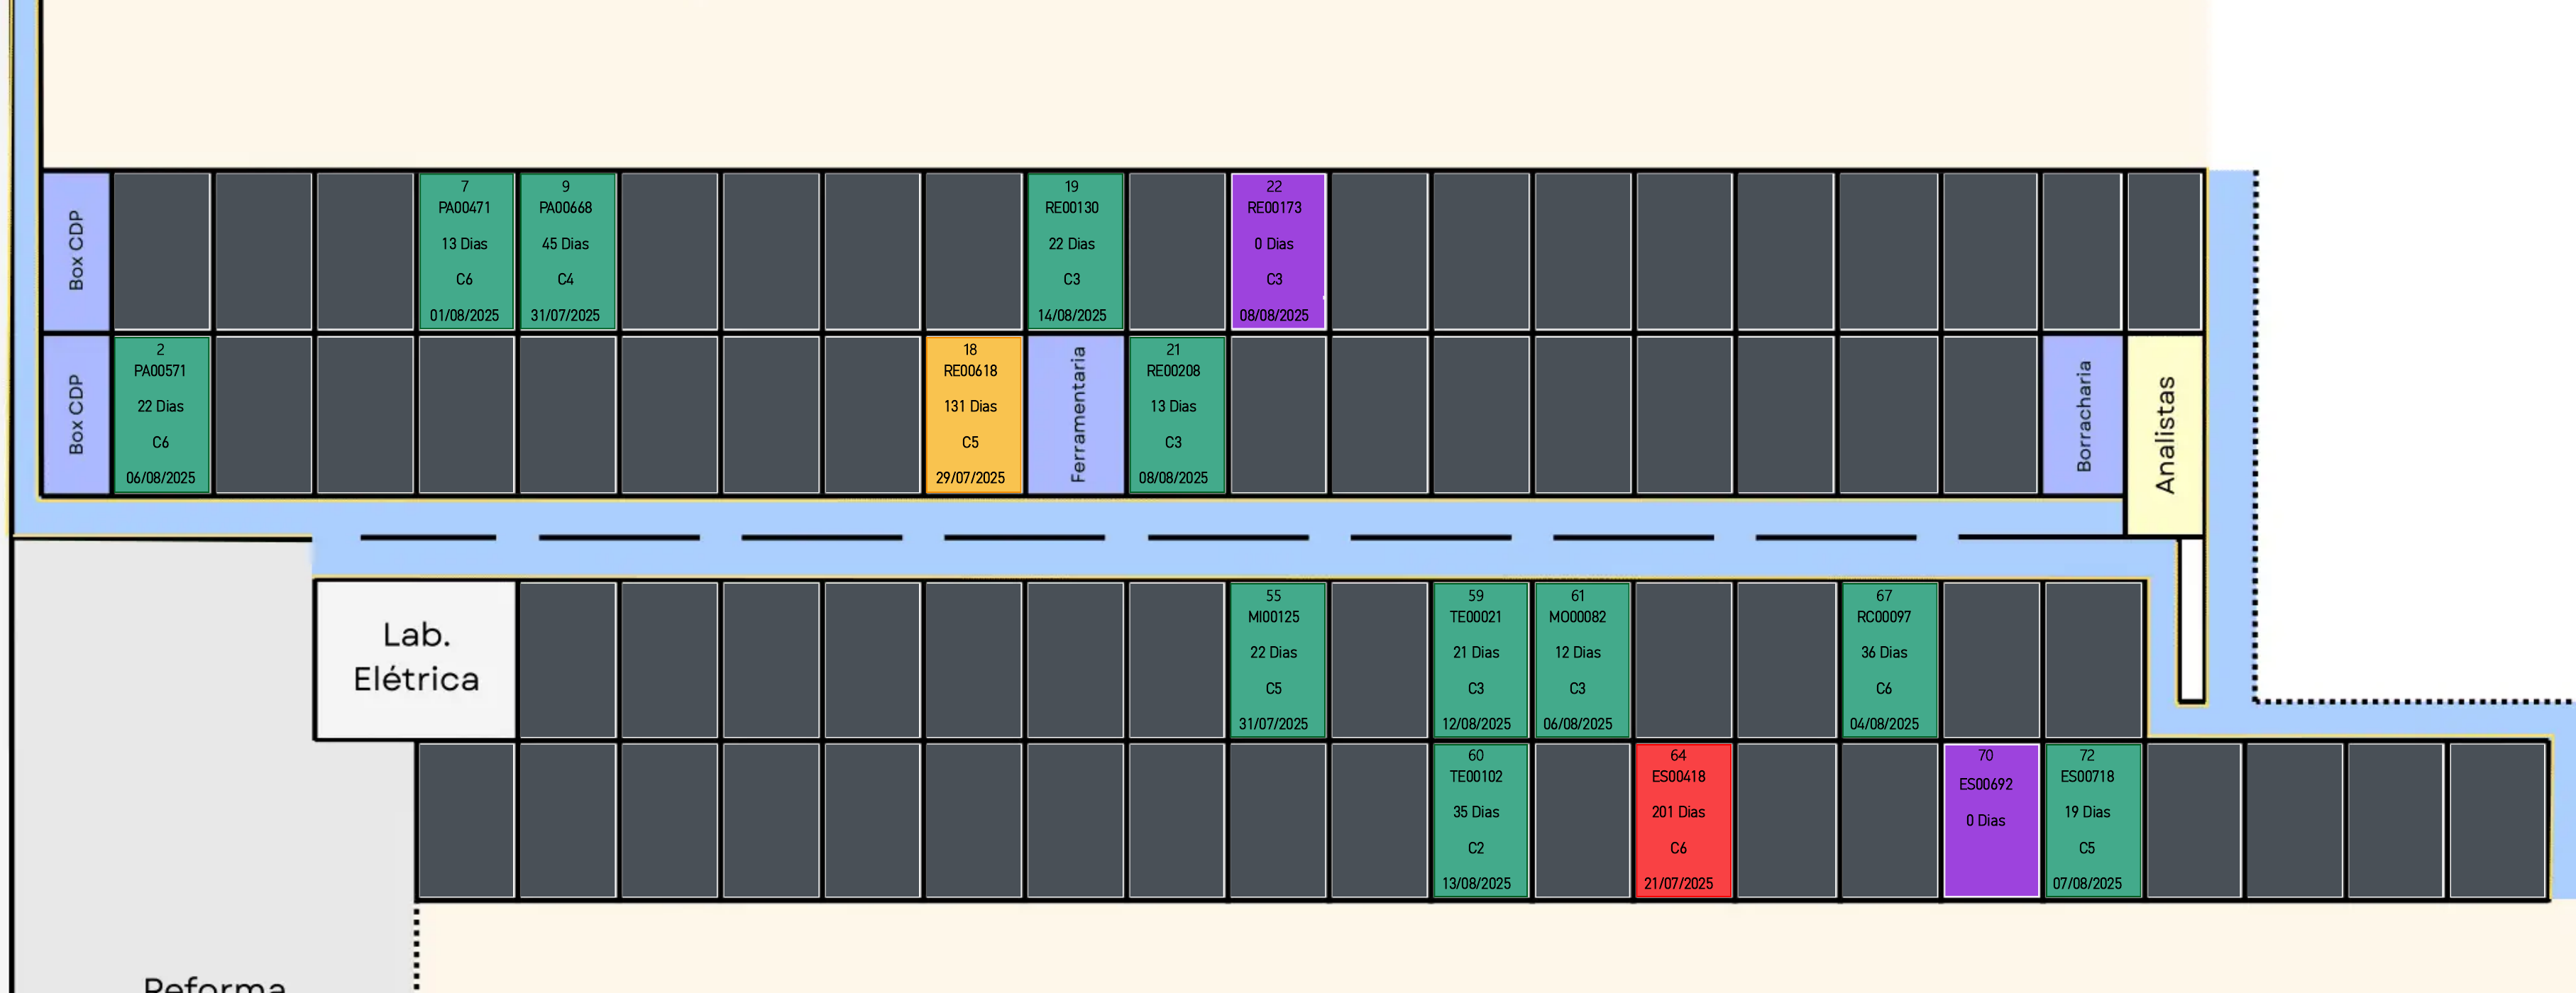 Box CDP
7
PA00471
13 Dias
C6
01/08/2025
9
PA00668
45 Dias
C4
31/07/2025
19
RE00130
22 Dias
C3
14/08/2025
22
RE00173
0 Dias
C3
08/08/2025
Box CDP
2
PA00571
22 Dias
C6
06/08/2025
18
RE00618
131 Dias
C5
29/07/2025
Ferramentaria
21
RE00208
13 Dias
C3
08/08/2025
Borracharia
Analistas
Lab.
Elétrica
55
MI00125
22 Dias
C5
31/07/2025
59
TE00021
21 Dias
C3
12/08/2025
61
MO00082
12 Dias
C3
06/08/2025
67
RC00097
36 Dias
C6
04/08/2025
60
TE00102
35 Dias
C2
13/08/2025
64
ES00418
201 Dias
C6
21/07/2025
70
ES00692
0 Dias
72
ES00718
19 Dias
C5
07/08/2025
Reforma